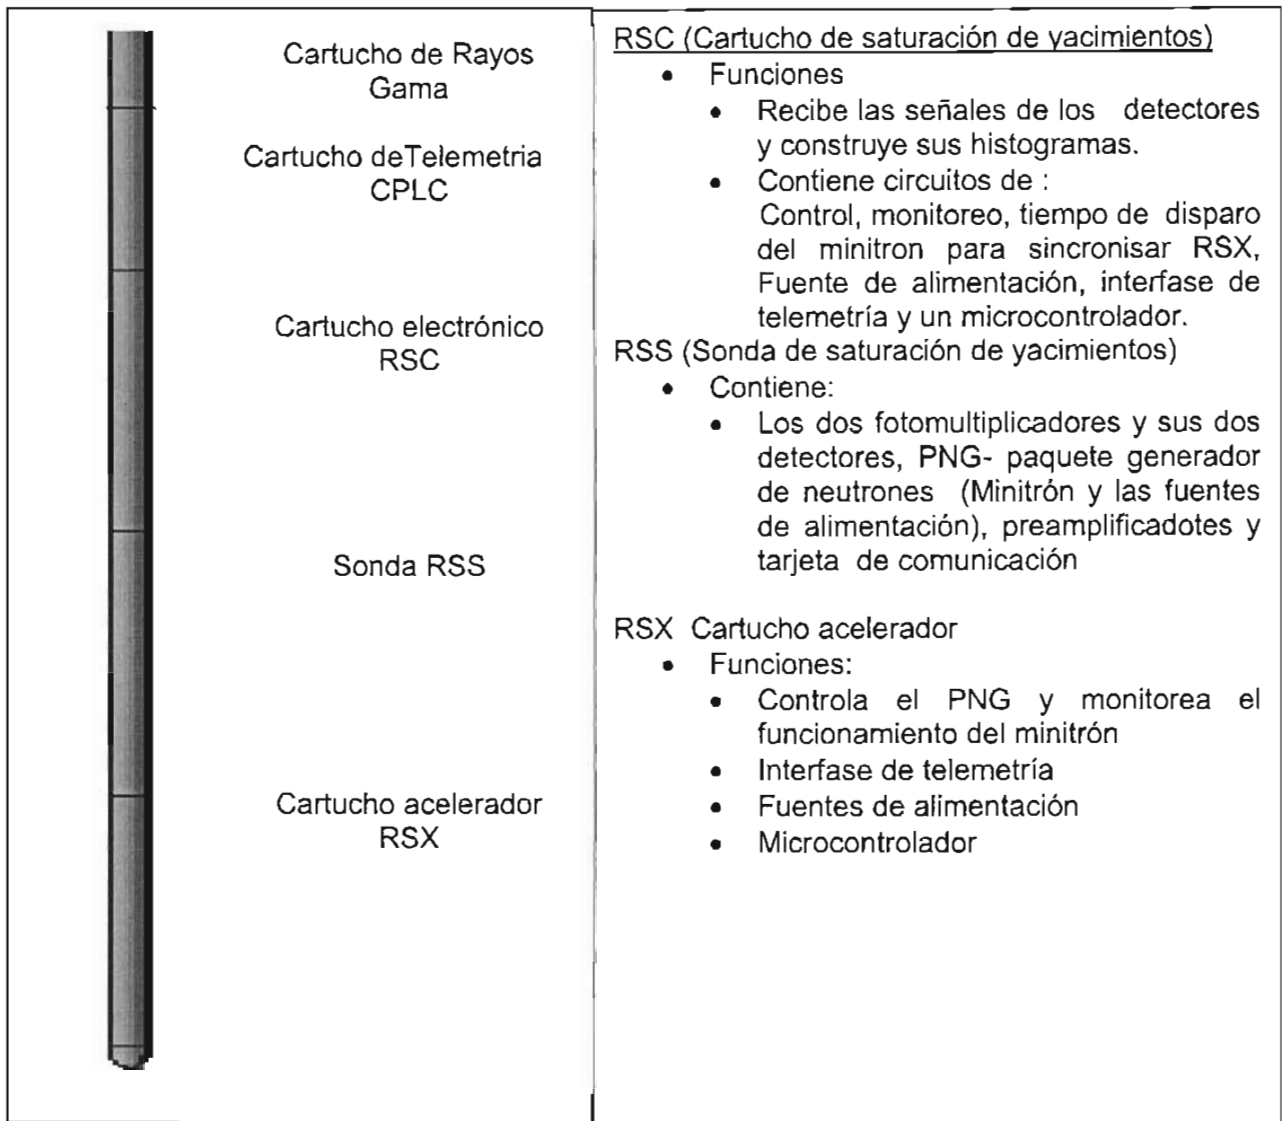 Cartucho de Rayos
Gama
Cartucho deTelemetria
CPLC
Cartucho electrónico
RSC
Sonda RSS
Cartucho acelerador
RSX
RSC (Cartucho de saturación de yacimientos)
• Funciones
• Recibe las señales de los detectores
y construye sus histogramas.
• Contiene circuitos de :
Control, monitoreo, tiempo de disparo
del minitron para sincronisar RSX,
Fuente de alimentación, interfase de
telemetría y un microcontrolador.
RSS (Sonda de saturación de yacimientos)
• Contiene:
• Los dos fotomultiplicadores y sus dos
detectores, PNG- paquete generador
de neutrones (Minitrón y las fuentes
de alimentación), preamplificadotes y
tarjeta de comunicación
RSX Cartucho acelerador
• Funciones:
• Controla el PNG y monitorea el
funcionamiento del minitrón
• Interfase de telemetría
• Fuentes de alimentación
• Microcontrolador